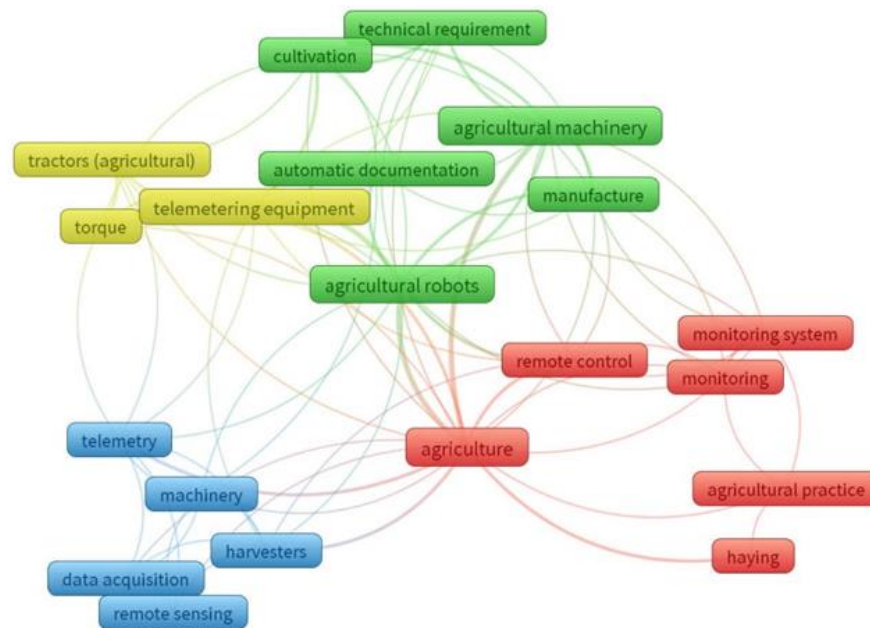 technical requirement
cultivation
agricultural machinery
tractors (agricultural)
automatic documentation
manufacture
telemetering equipment
torque
agricultural robots
monitoring system
remote control
monitoring
telemetry
agriculture
machinery
agricultural practice
harvesters
haying
data acquisition
remote sensing